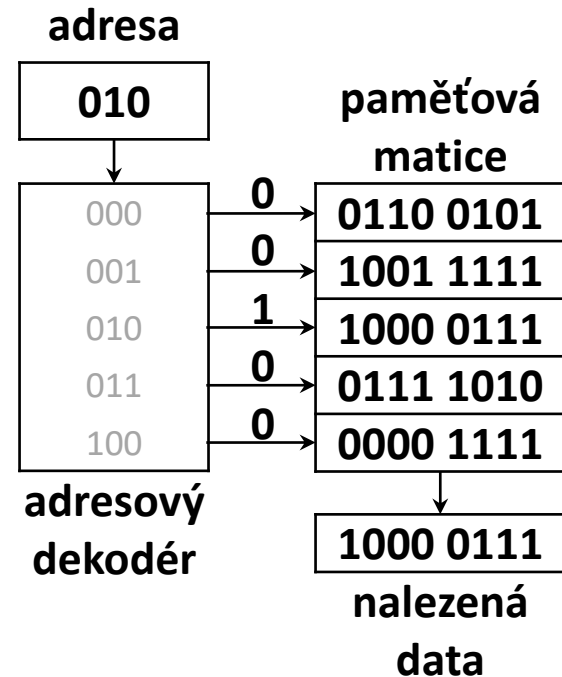 adresa
010
paměťová
matice
000 0 0110 0101
001 0 1001 1111
010 1 1000 0111
011 0 0111 1010
100 0 0000 1111
adresový
dekodér
1000 0111
nalezená
data